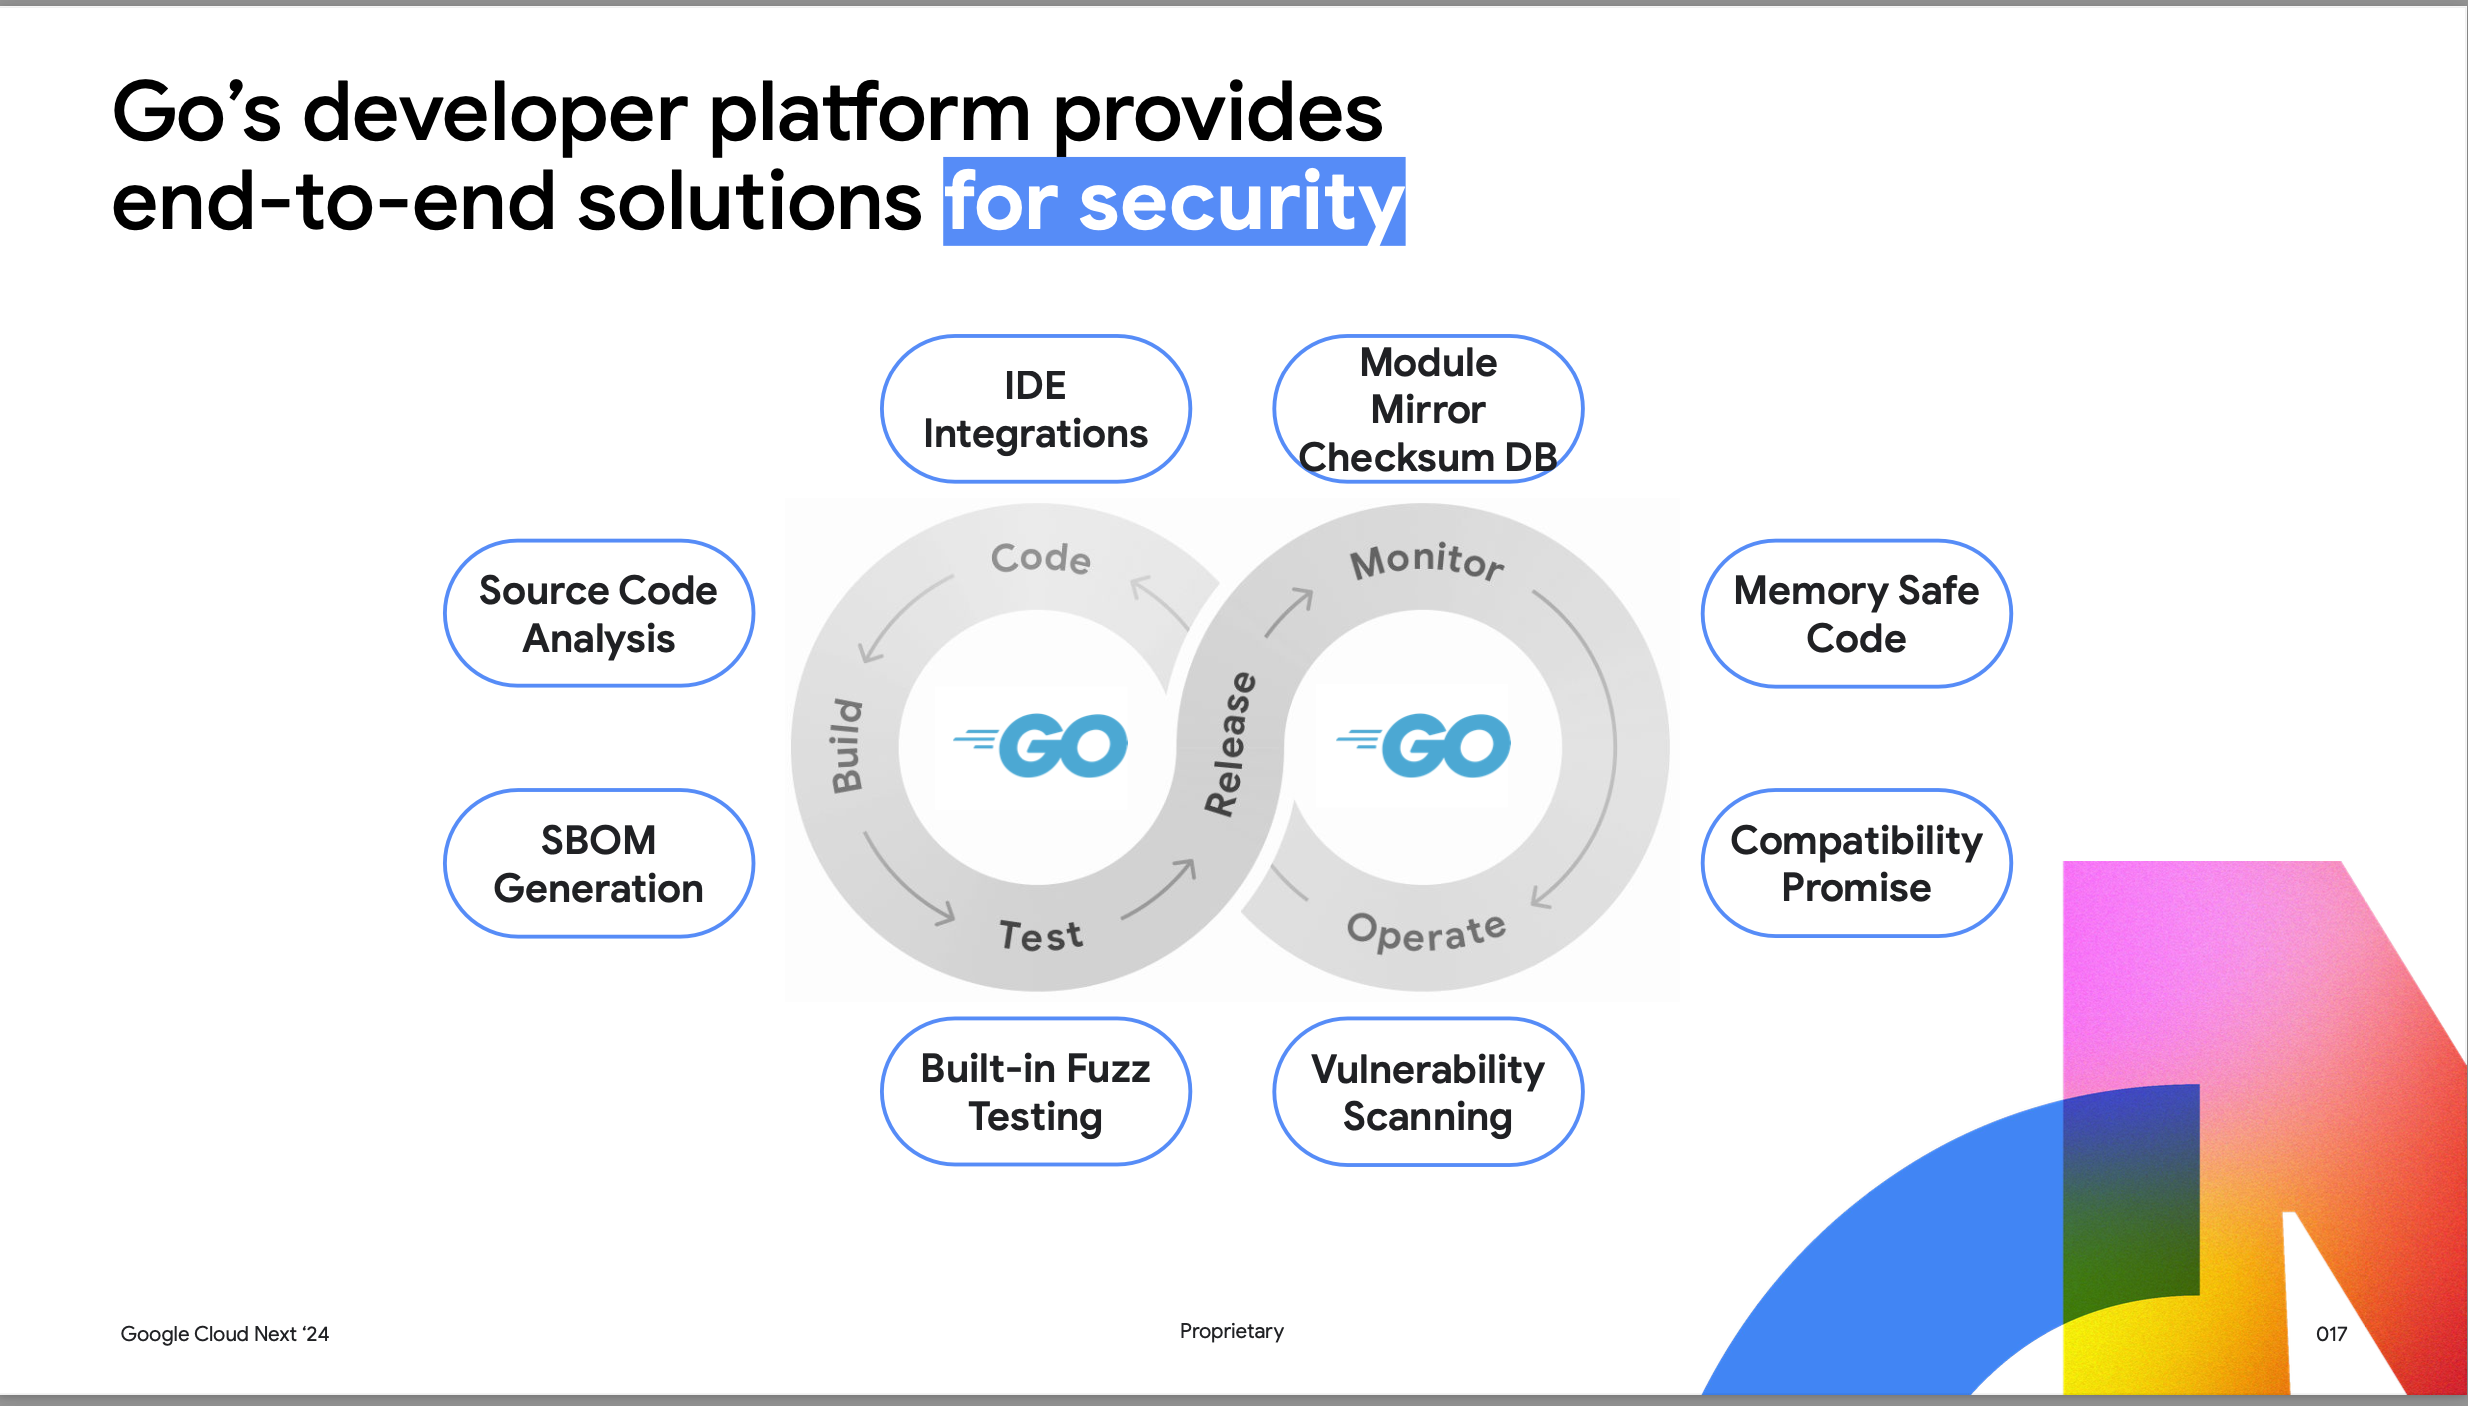 Go’s developer platform provides
end-to-end solutions for security
IDE
Integrations
Module
Mirror
Checksum DB
Source Code
Analysis
Memory Safe
Code
SBOM
Generation
Compatibility
Promise
Built-in Fuzz
Testing
Vulnerability
Scanning
Code
Build
Test
Release
Monitor
Operate
GO
GO
Google Cloud Next ‘24
Proprietary
017